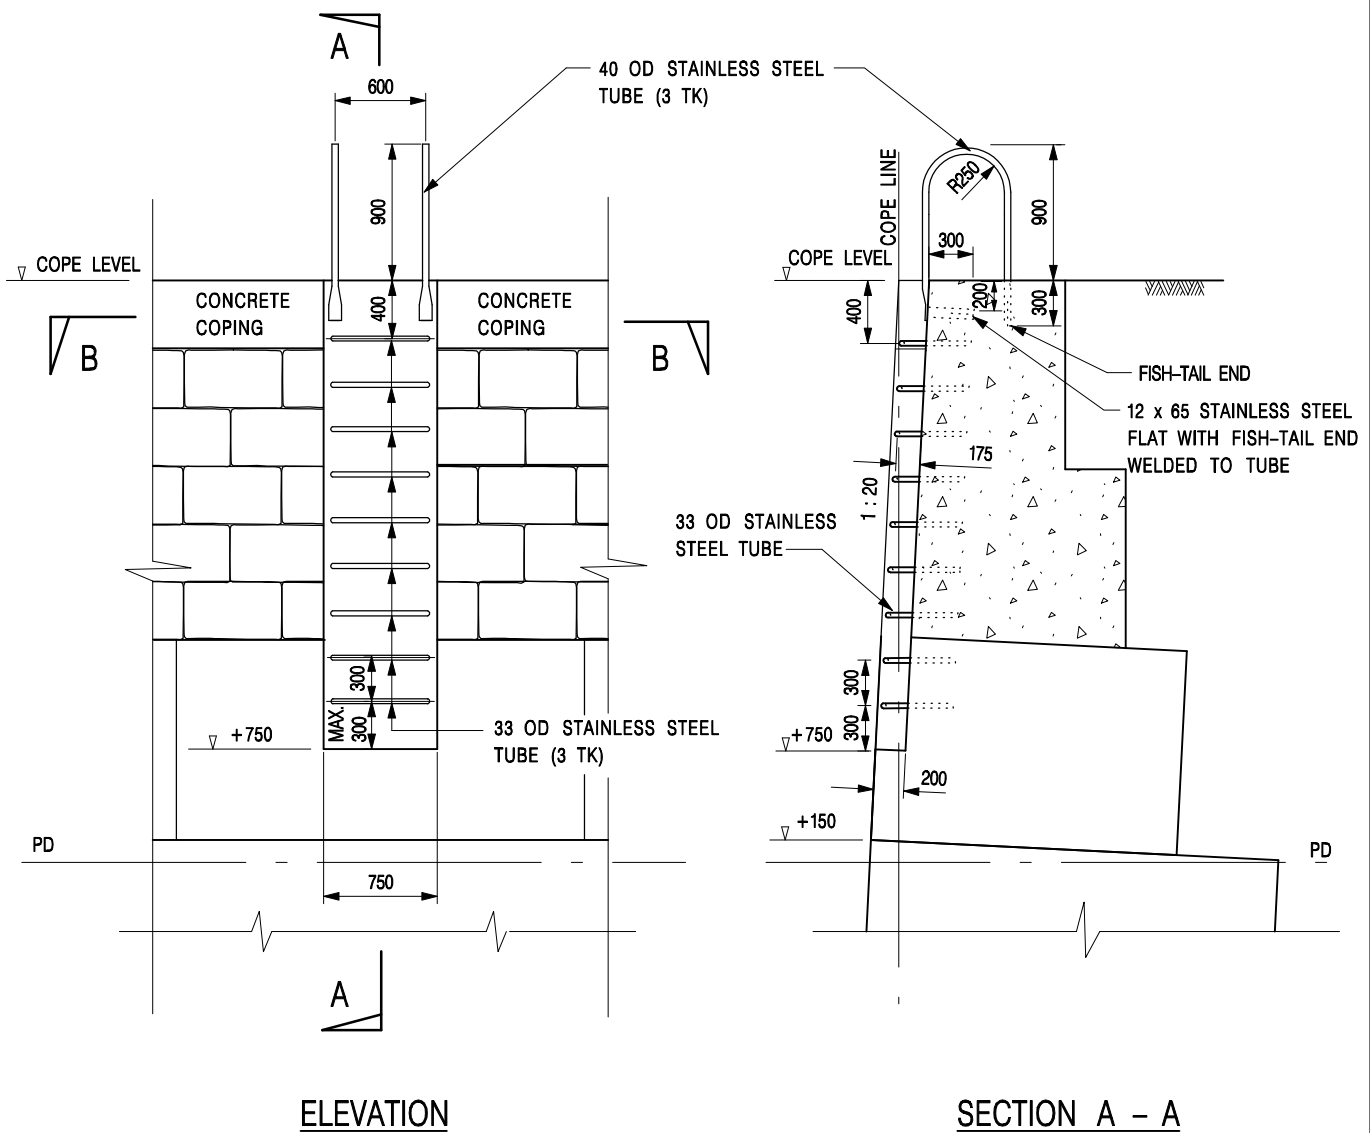 A
600
40 OD STAINLESS STEEL
TUBE (3 TK)
900
COPE LEVEL
CONCRETE
COPING
400
CONCRETE
COPING
B
B
300
MAX.
300
+750
33 OD STAINLESS STEEL
TUBE (3 TK)
PD
750
A
ELEVATION
COPE LINE
R250
900
300
COPE LEVEL
400
200
300
FISH-TAIL END
12 x 65 STAINLESS STEEL
FLAT WITH FISH-TAIL END
WELDED TO TUBE
175
1 : 20
33 OD STAINLESS
STEEL TUBE
300
300
+750
200
+150
PD
SECTION A - A